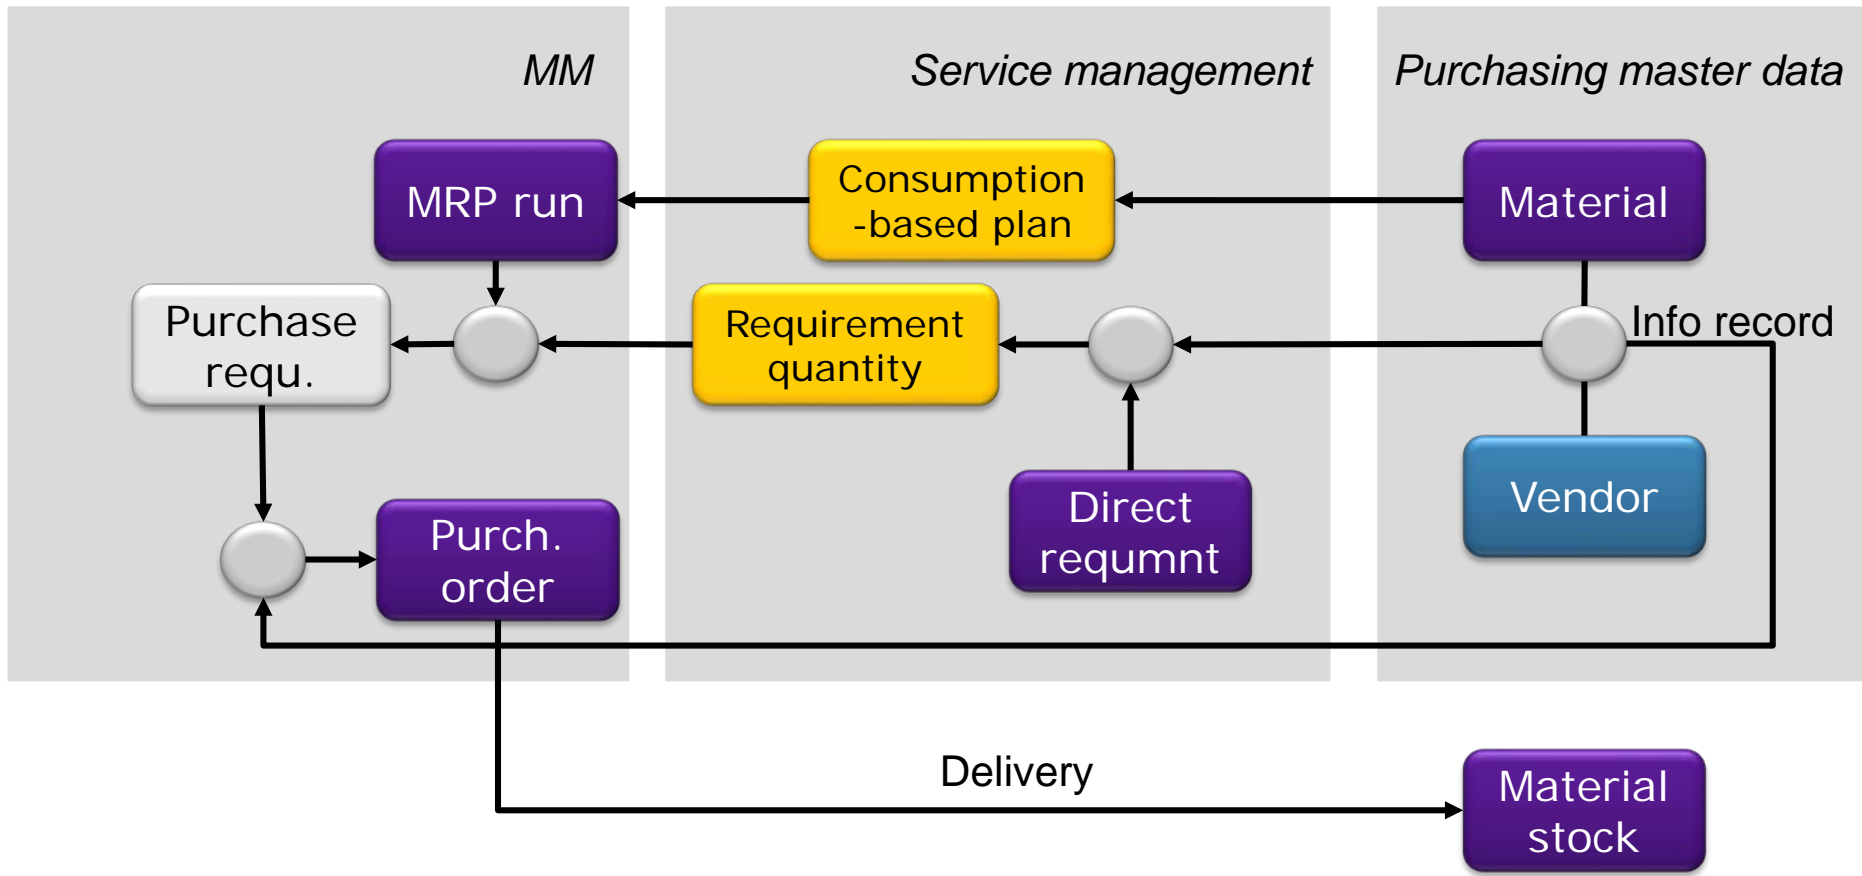 MM
Service management
Purchasing master data
MRP run
Consumption
-based plan
Material
Purchase
requ.
Requirement
quantity
Info record
Purch.
order
Direct
requmnt
Vendor
Delivery
Material
stock